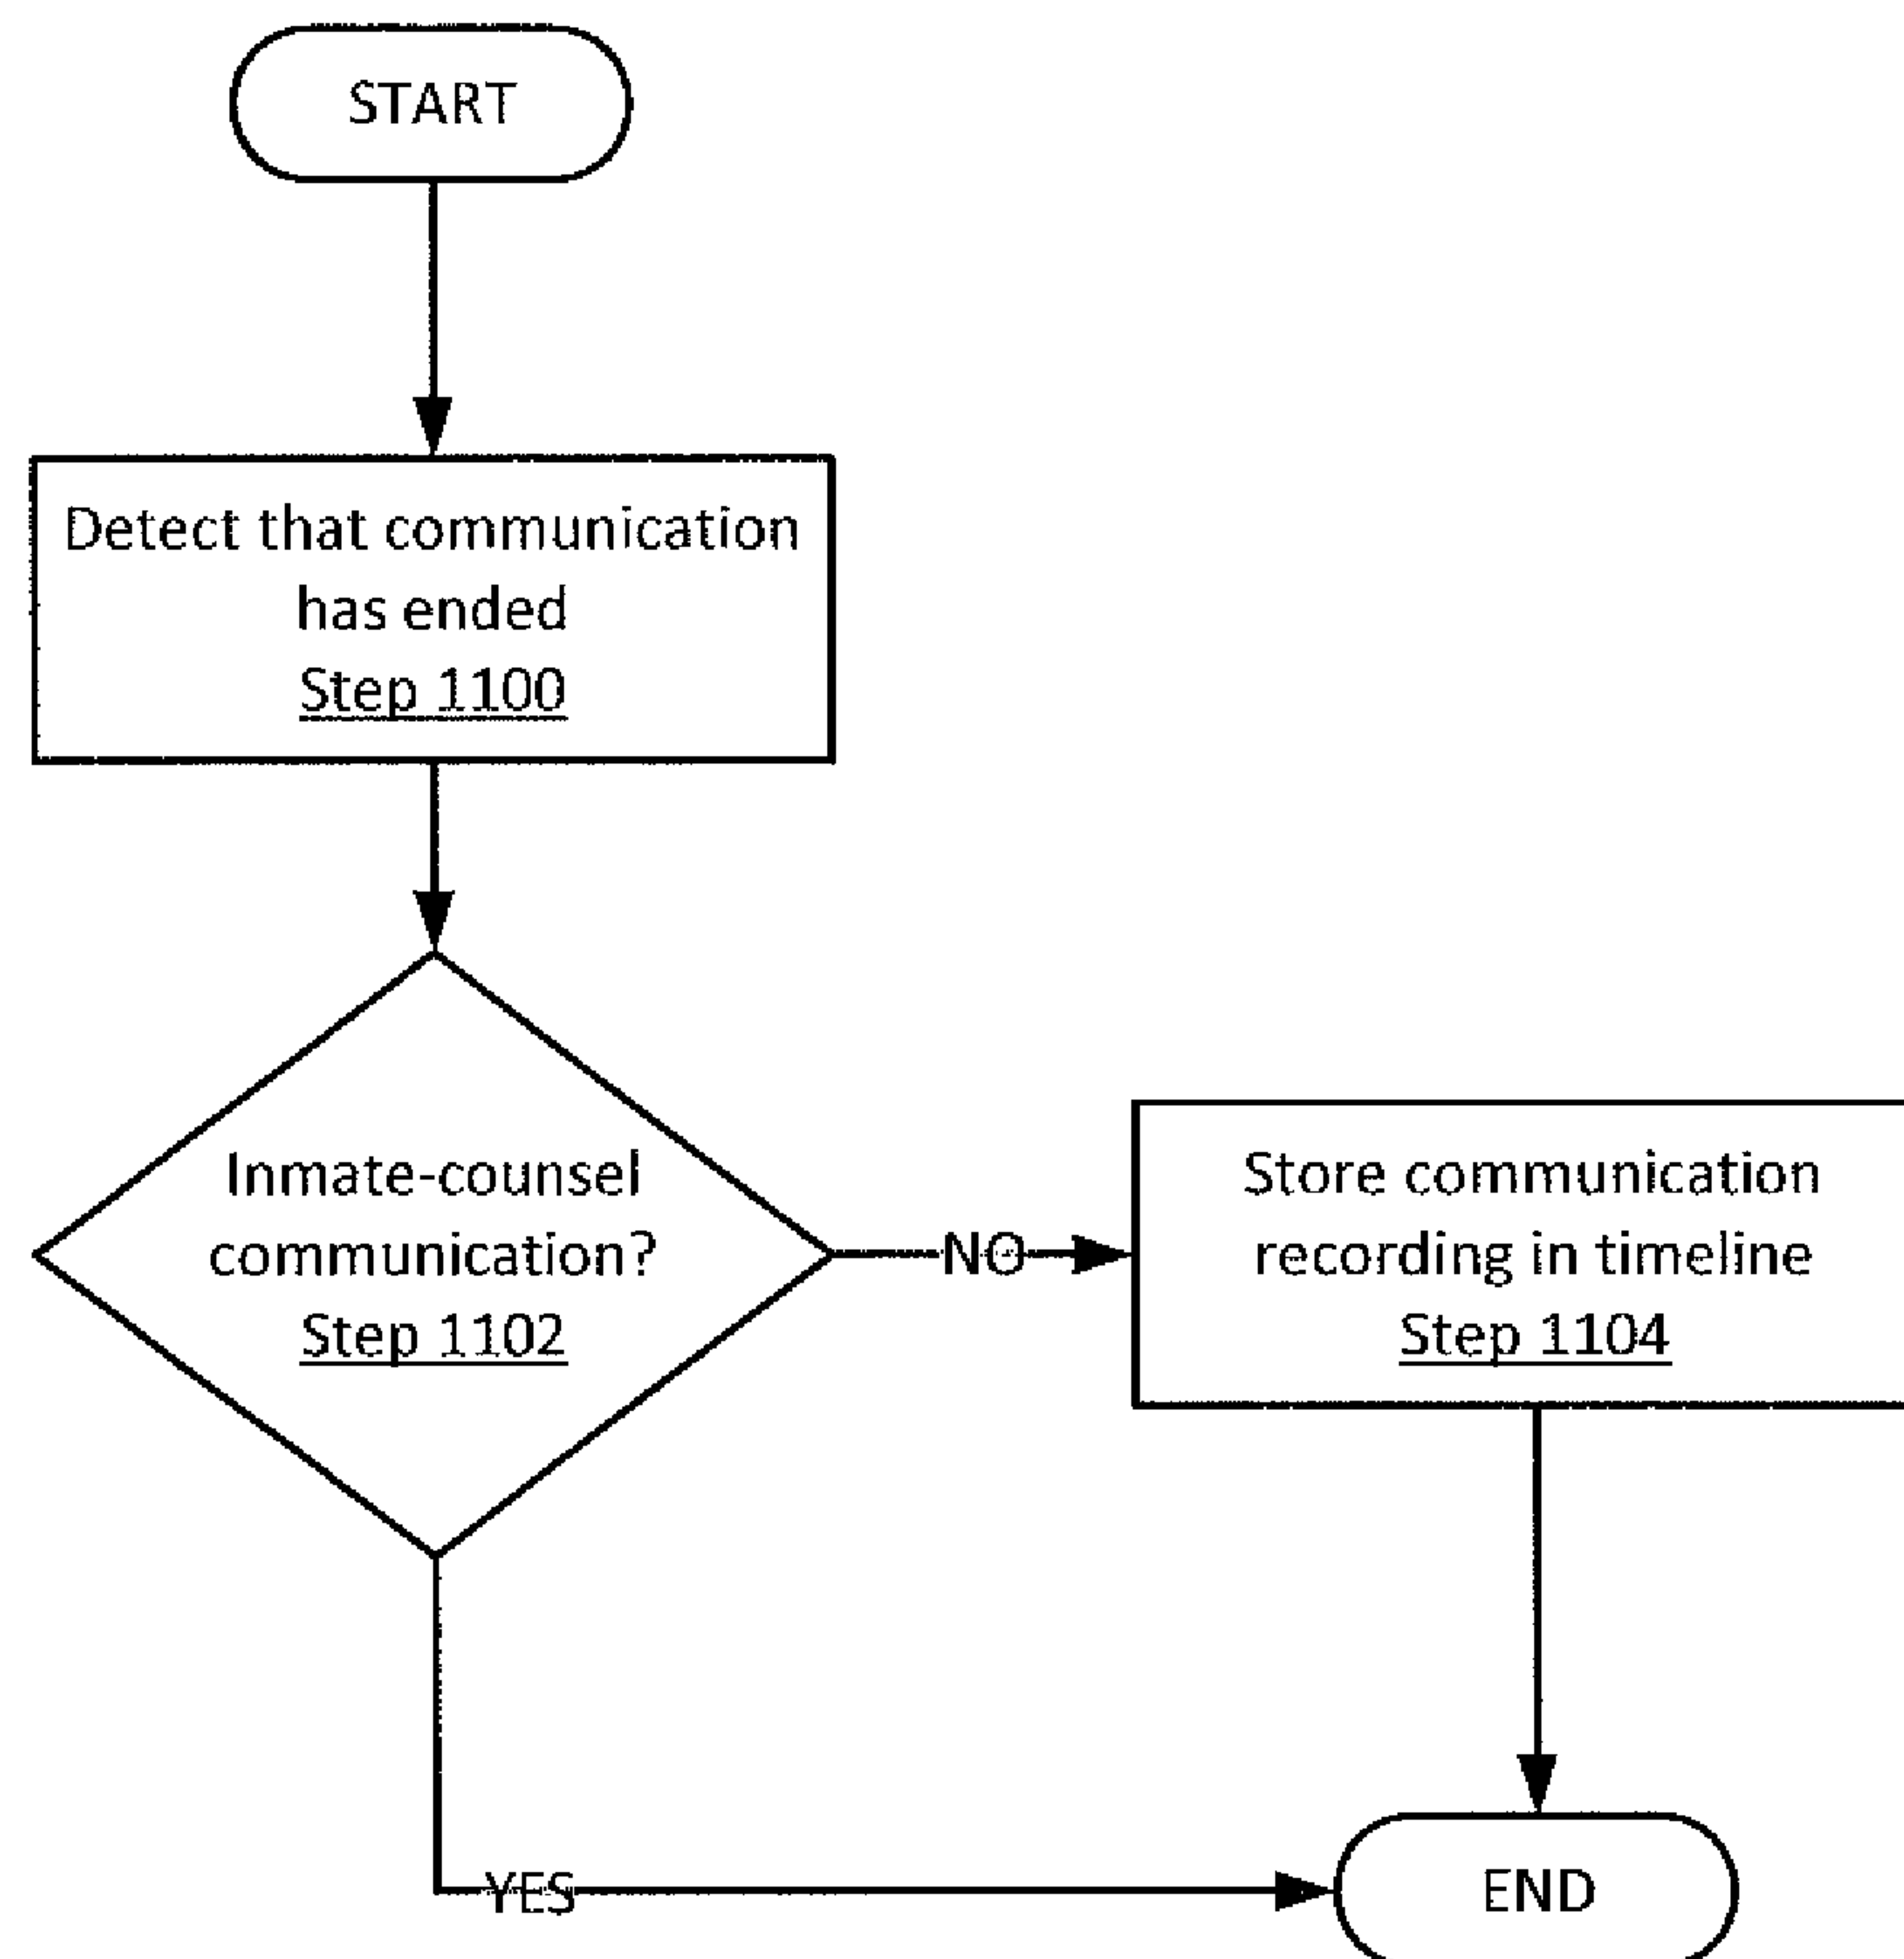 START
Detect that communication
has ended
Step 1100
Inmate-counsel
communication?
Step 1102
NO
Store communication
recording in timeline
Step 1104
YES
END